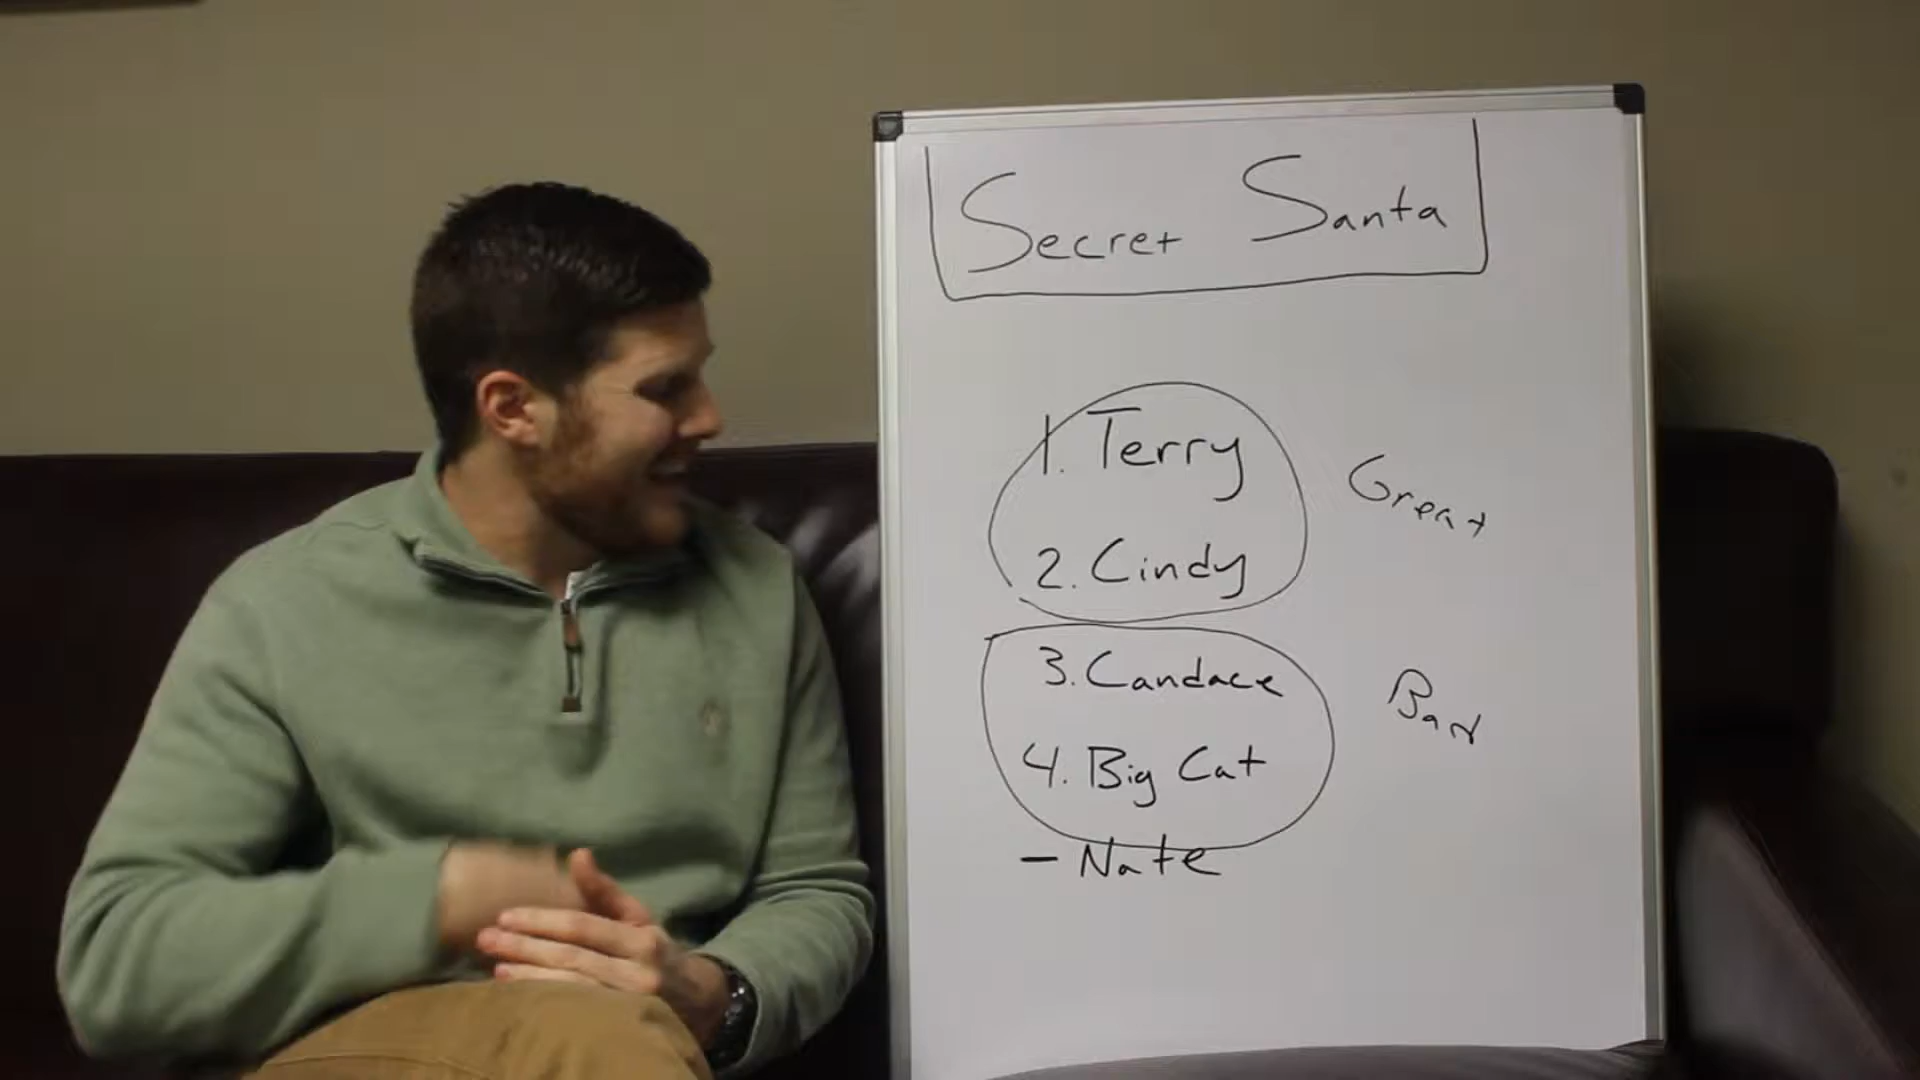 Secret Santa
1. Terry
2. Cindy
Great
3. Candace
4. Big Cat
Bad
- Nate